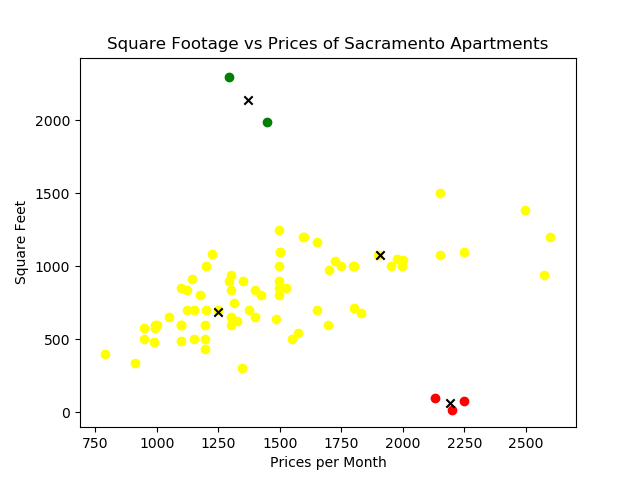 Square Footage vs Prices of Sacramento Apartments
2000
1500
1000
500
0
Square Feet
750 1000 1250 1500 1750 2000 2250 2500
Prices per Month